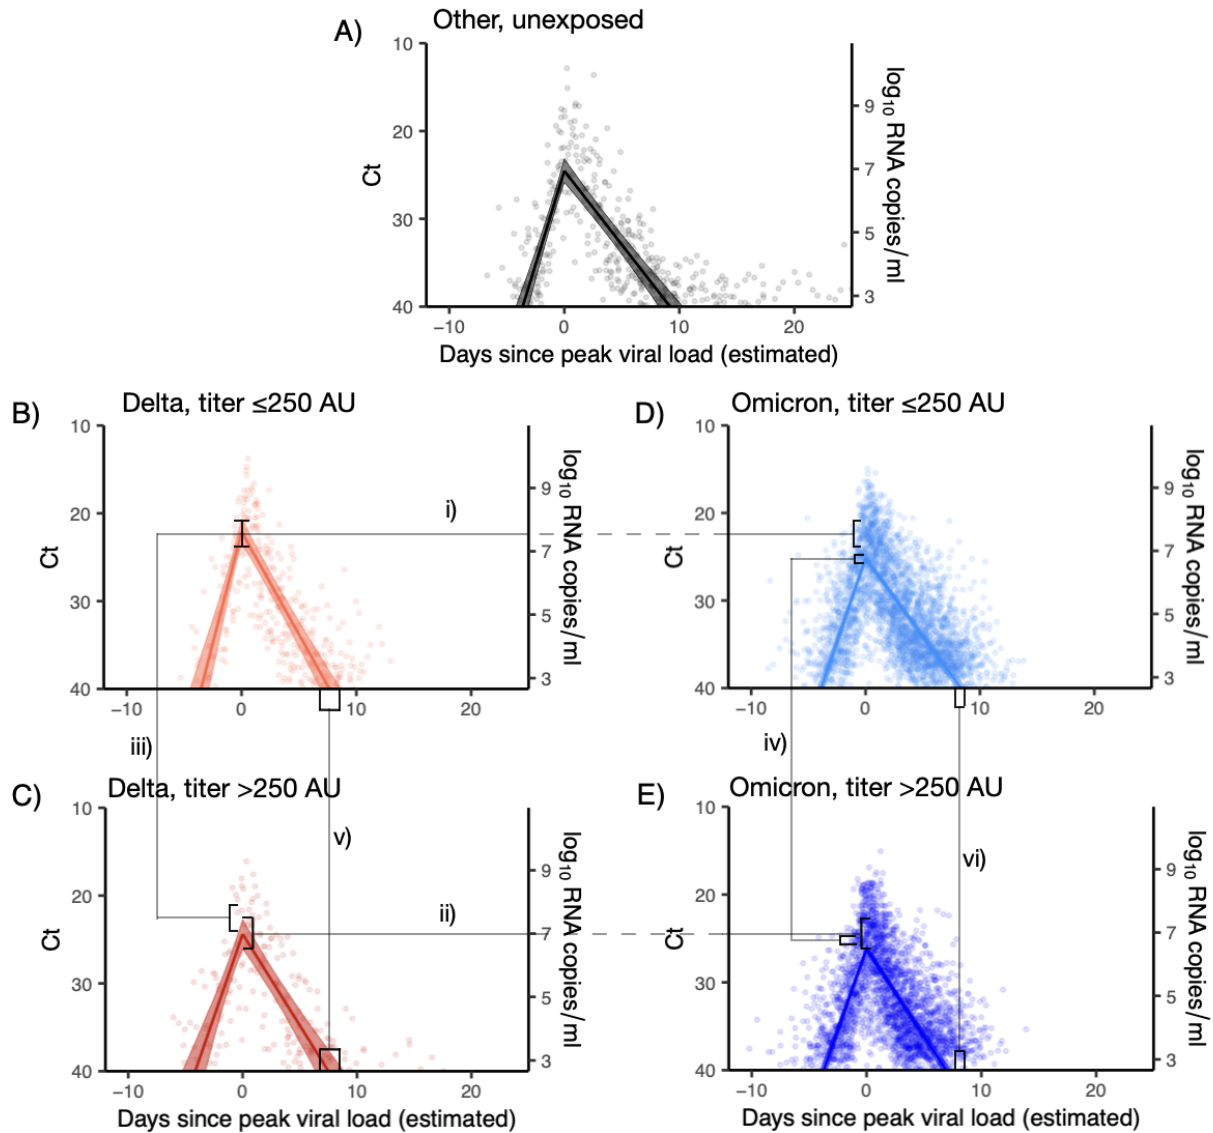 A)
Other, unexposed
10
20
30
40
Ct
9
7
5
3
log10 RNA copies/ml
−10 0 10 20
Days since peak viral load (estimated)
B)
Delta, titer ≤250 AU
10
20
30
40
Ct
i)
9
7
5
3
log10 RNA copies/ml
−10 0 10 20
D)
Omicron, titer ≤250 AU
10
20
30
40
Ct
9
7
5
3
log10 RNA copies/ml
−10 0 10 20
iii)
iv)
C)
Delta, titer >250 AU
10
20
30
40
Ct
v)
ii)
9
7
5
3
log10 RNA copies/ml
−10 0 10 20
Days since peak viral load (estimated)
E)
Omicron, titer >250 AU
10
20
30
40
Ct
vi)
9
7
5
3
log10 RNA copies/ml
−10 0 10 20
Days since peak viral load (estimated)